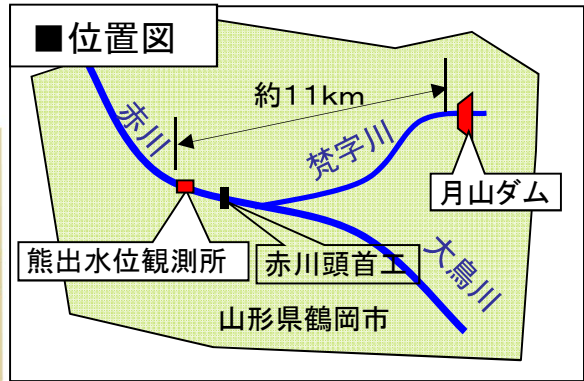 ■位置図
約11km
赤川
梵字川
月山ダム
熊出水位観測所
赤川頭首工
大鳥川
山形県鶴岡市